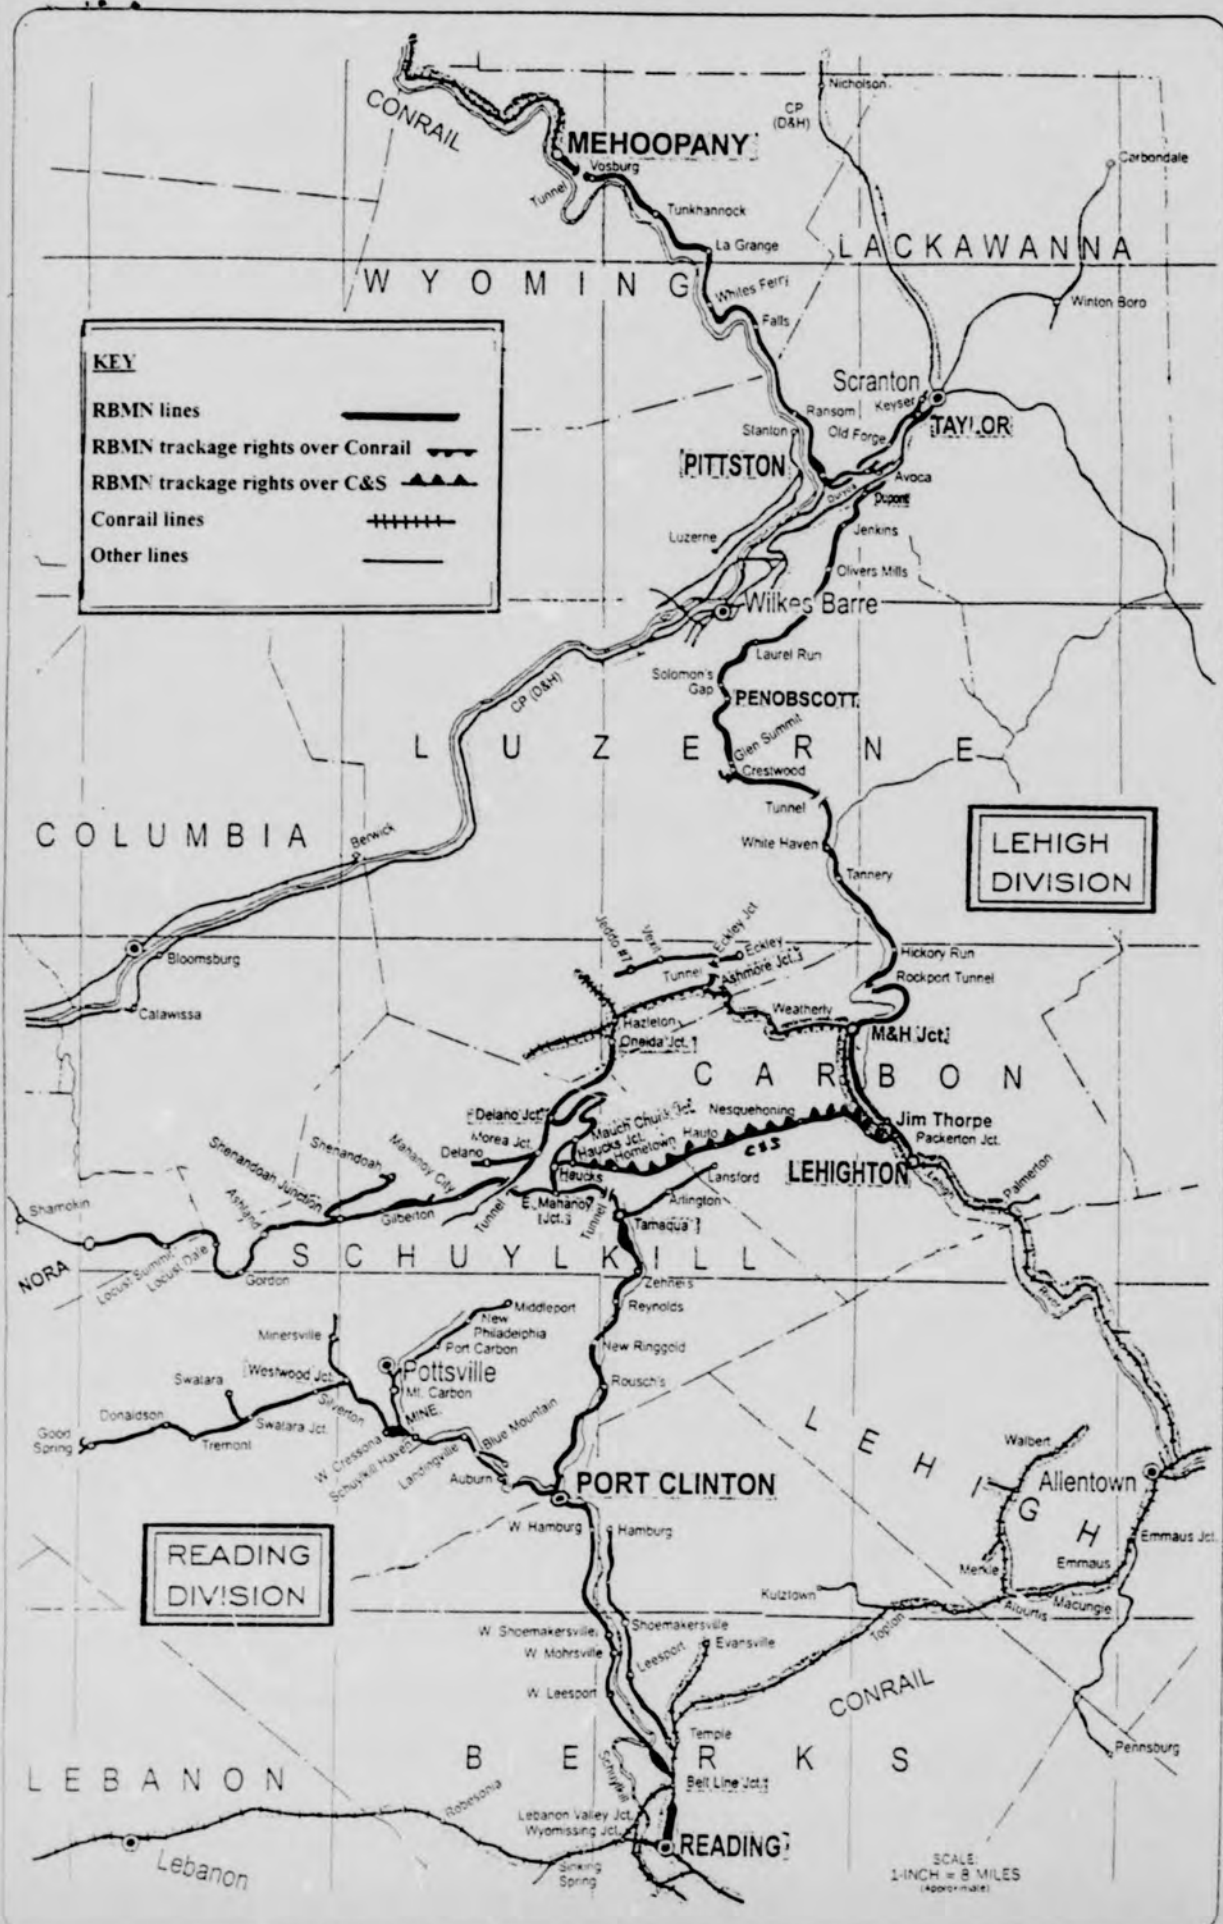 Nicholson
CP
(D&H)
CONRAIL
MEHOOPANY
Vosburg
Tunnel
Carbondale
Tunkhannock
LACKAWANNA
La Grange
WYOMING
Whites Ferry
Falls
Winton Boro
KEY
RBMN lines
RBMN trackage rights over Conrail
RBMN trackage rights over C&S
Conrail lines
Other lines
Scranton
Keyser
TAYLOR
Ransom
Old Forge
Stanton
PITTSTON
Avoca
Duryea
Dupont
Jenkins
Luzerne
Olivers Mills
Wilkes Barre
Laurel Run
Solomon's
Gap
PENOBSCOTT
CP (D&H)
Glen Summit
LUZERNE
Crestwood
Tunnel
COLUMBIA
Berwick
White Haven
LEHIGH
DIVISION
Tannery
Jeddo #7
Eckley Jct.
Eckley
Bloomsburg
Hickory Run
Tunnel
Ashmore Jct.
Rockport Tunnel
Catawissa
Hazleton
Weatherly
Oneida Jct.
M&H Jct.
CARBON
Delano Jct.
Mauch Chunk Jct.
Nesquehoning
Jim Thorpe
Packerton Jct.
Morea Jct.
Haucks Jct.
Hometown
Hauto
C&S
Delano
Haucks
Lansford
LEHIGHTON
Shenandoah
Mahanoy City
Shenandoah Junction
Lehigh
Palmerton
Shamokin
Ashland
Gilberton
Tunnel
E. Mahanoy
Jct.
Tunnel
Arlington
Tamaqua
NORA
Locust Summit
Locust Dale
SCHUYLKILL
Gordon
Zehners
River
Reynolds
Middleport
New
Philadelphia
Minersville
Port Carbon
New Ringgold
Westwood Jct.
Pottsville
Swatara
Mt. Carbon
Rousch's
Silverton
Donaldson
Swatara Jct.
MINE
Good
Spring
Tremont
W. Cressona
Schuylkill Haven
Landingville
Blue Mountain
Auburn
PORT CLINTON
LEHIGH
Walbert
Allentown
READING
DIVISION
W. Hamburg
Hamburg
Emmaus Jct.
Merkle
Emmaus
Kutztown
Alburtis
Macungie
Topton
W. Shoemakersville
Shoemakersville
W. Mohrsville
Leesport
Evansville
W. Leesport
CONRAIL
Temple
BERKS
Pennsburg
LEBANON
Schuylkill
Belt Line Jct.
Robesonia
Lebanon Valley Jct.
Wyomissing Jct.
READING
Lebanon
Sinking
Spring
SCALE:
1-INCH = 8 MILES
(Approximate)